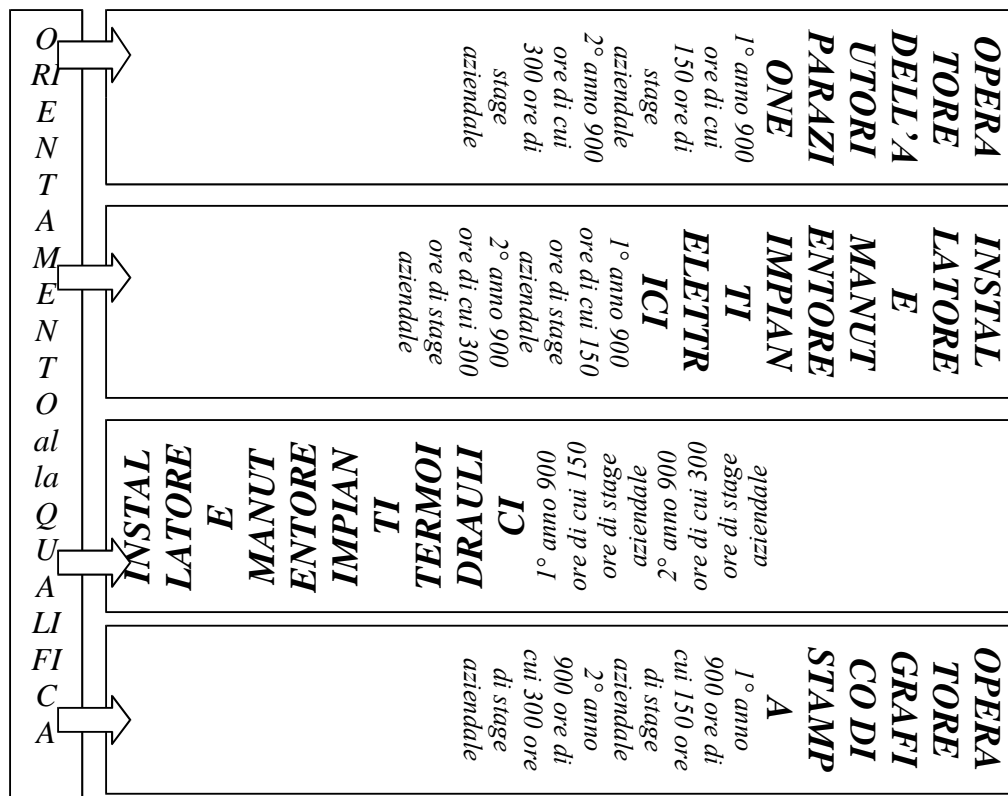 O
RI
E
N
T
A
M
E
N
T
O
al
la
Q
U
A
LI
FI
C
A
OPERA
TORE
DELL'A
UTORI
PARAZI
ONE
1° anno 900
ore di cui
150 ore di
stage
aziendale
2° anno 900
ore di cui
300 ore di
stage
aziendale
INSTAL
LATORE
E
MANUT
ENTORE
IMPIAN
TI
ELETTR
ICI
1° anno 900
ore di cui 150
ore di stage
aziendale
2° anno 900
ore di cui 300
ore di stage
aziendale
INSTAL
LATORE
E
MANUT
ENTORE
IMPIAN
TI
TERMOI
DRAULI
CI
1° anno 900
ore di cui 150
ore di stage
aziendale
2° anno 900
ore di cui 300
ore di stage
aziendale
OPERA
TORE
GRAFI
CO DI
STAMP
A
1° anno
900 ore di
cui 150 ore
di stage
aziendale
2° anno
900 ore di
cui 300 ore
di stage
aziendale